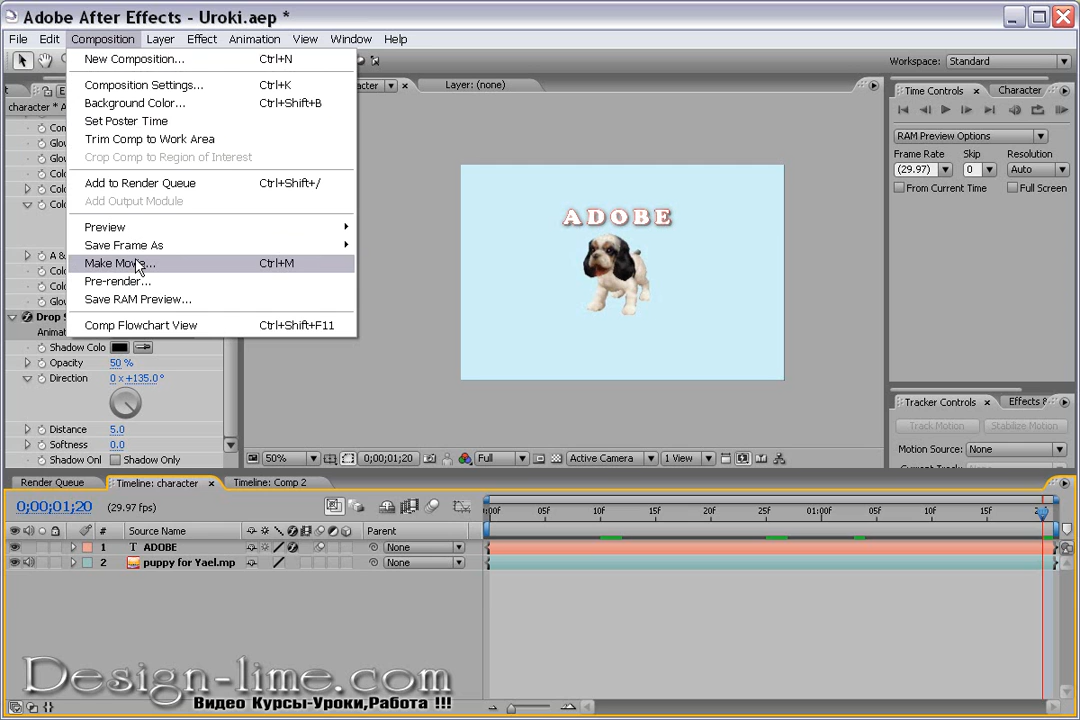 Adobe After Effects - Uroki.aep *
File Edit Composition Layer Effect Animation View Window Help
New Composition... Ctrl+N
Composition Settings... Ctrl+K
Background Color... Ctrl+Shift+B
Set Poster Time
Trim Comp to Work Area
Crop Comp to Region of Interest
Add to Render Queue Ctrl+Shift+/
Add Output Module
Preview
Save Frame As
Make Movie... Ctrl+M
Pre-render...
Save RAM Preview...
Comp Flowchart View Ctrl+Shift+F11
Workspace: Standard
Layer: (none)
Time Controls × Character
RAM Preview Options
Frame Rate Skip Resolution
(29.97) 0 Auto
From Current Time Full Screen
character * A
Con
Glov
Glov
Colo
Colo
Colo
A &
Colo
Colo
Glov
Drop S
Animat
Shadow Colo
Opacity 50 %
Direction 0 x +135.0 °
Distance 5.0
Softness 0.0
Shadow Onl Shadow Only
ADOBE
Tracker Controls × Effects &
Track Motion Stabilize Motion
Motion Source: None
50% 0;00;01;20 Full Active Camera 1 View
Render Queue Timeline: character × Timeline: Comp 2
0;00;01;20 (29.97 fps)
:00F 05F 10F 15F 20F 25F 01:00F 05F 10F 15F 20
# Source Name Parent
1 T ADOBE None
2 puppy for Yael.mp None
Design-lime.com
Видео Курсы-Уроки,Работа !!!